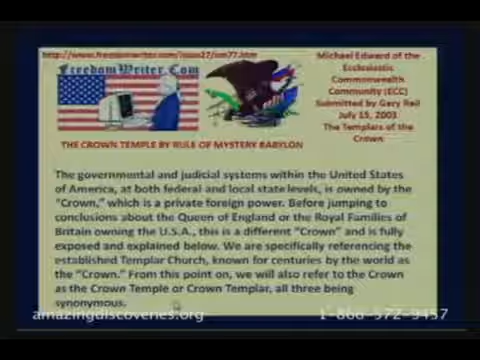 http://www.freedomwriter.com/issue27/am77.htm
FreedomWriter.Com
Michael Edward of the
Ecclesiastic
Commonwealth
Community (ECC)
Submitted by Gary Rail
July 15, 2003
The Templars of the
Crown
THE CROWN TEMPLE BY RULE OF MYSTERY BABYLON
The governmental and judicial systems within the United States
of America, at both federal and local state levels, is owned by the
“Crown,” which is a private foreign power. Before jumping to
conclusions about the Queen of England or the Royal Families of
Britain owning the U.S.A., this is a different “Crown” and is fully
exposed and explained below. We are specifically referencing the
established Templar Church, known for centuries by the world as
the “Crown.” From this point on, we will also refer to the Crown
as the Crown Temple or Crown Templar, all three being
synonymous.
amazingdiscoveries.org
1-866-572-9457